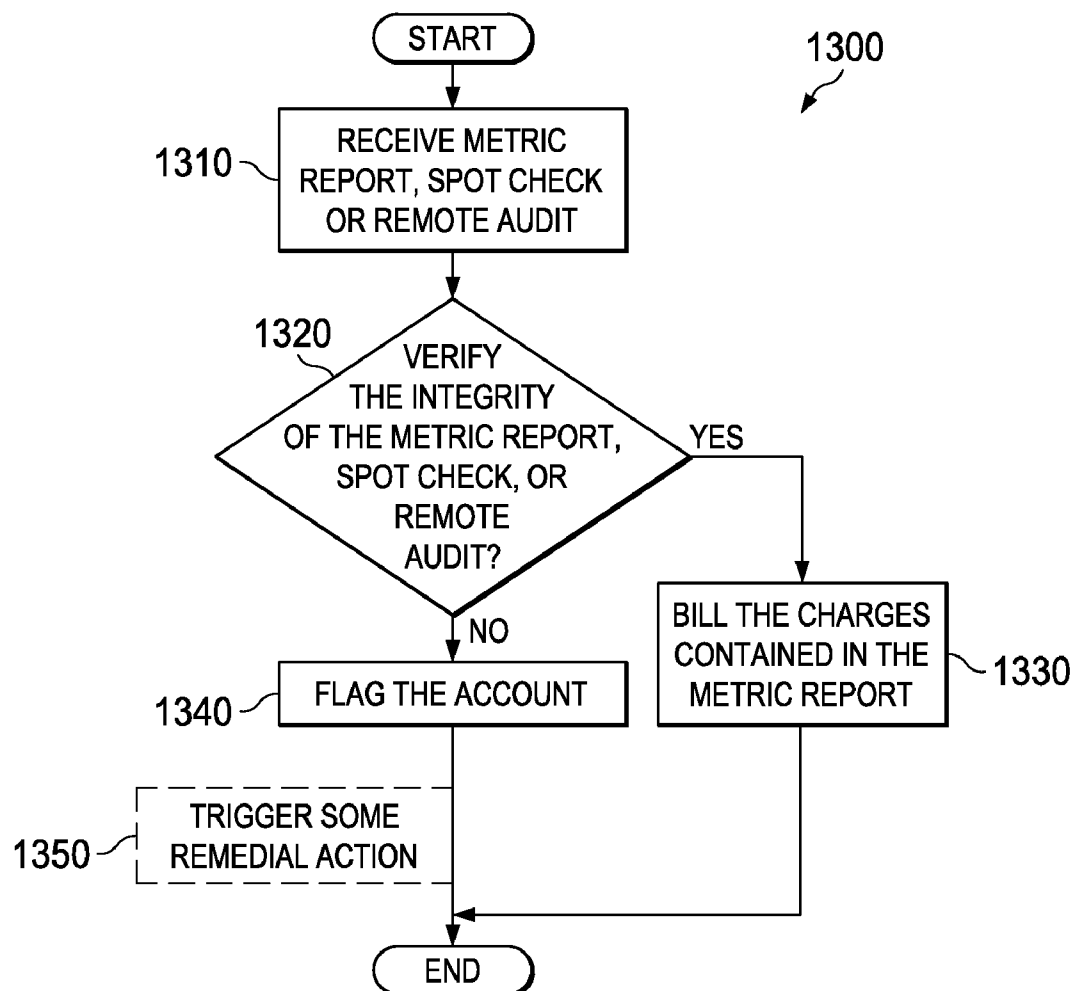 START
1300
1310
RECEIVE METRIC
REPORT, SPOT CHECK
OR REMOTE AUDIT
1320
VERIFY
THE INTEGRITY
OF THE METRIC REPORT,
SPOT CHECK, OR
REMOTE
AUDIT?
YES
NO
BILL THE CHARGES
CONTAINED IN THE
METRIC REPORT
1330
1340
FLAG THE ACCOUNT
1350
TRIGGER SOME
REMEDIAL ACTION
END